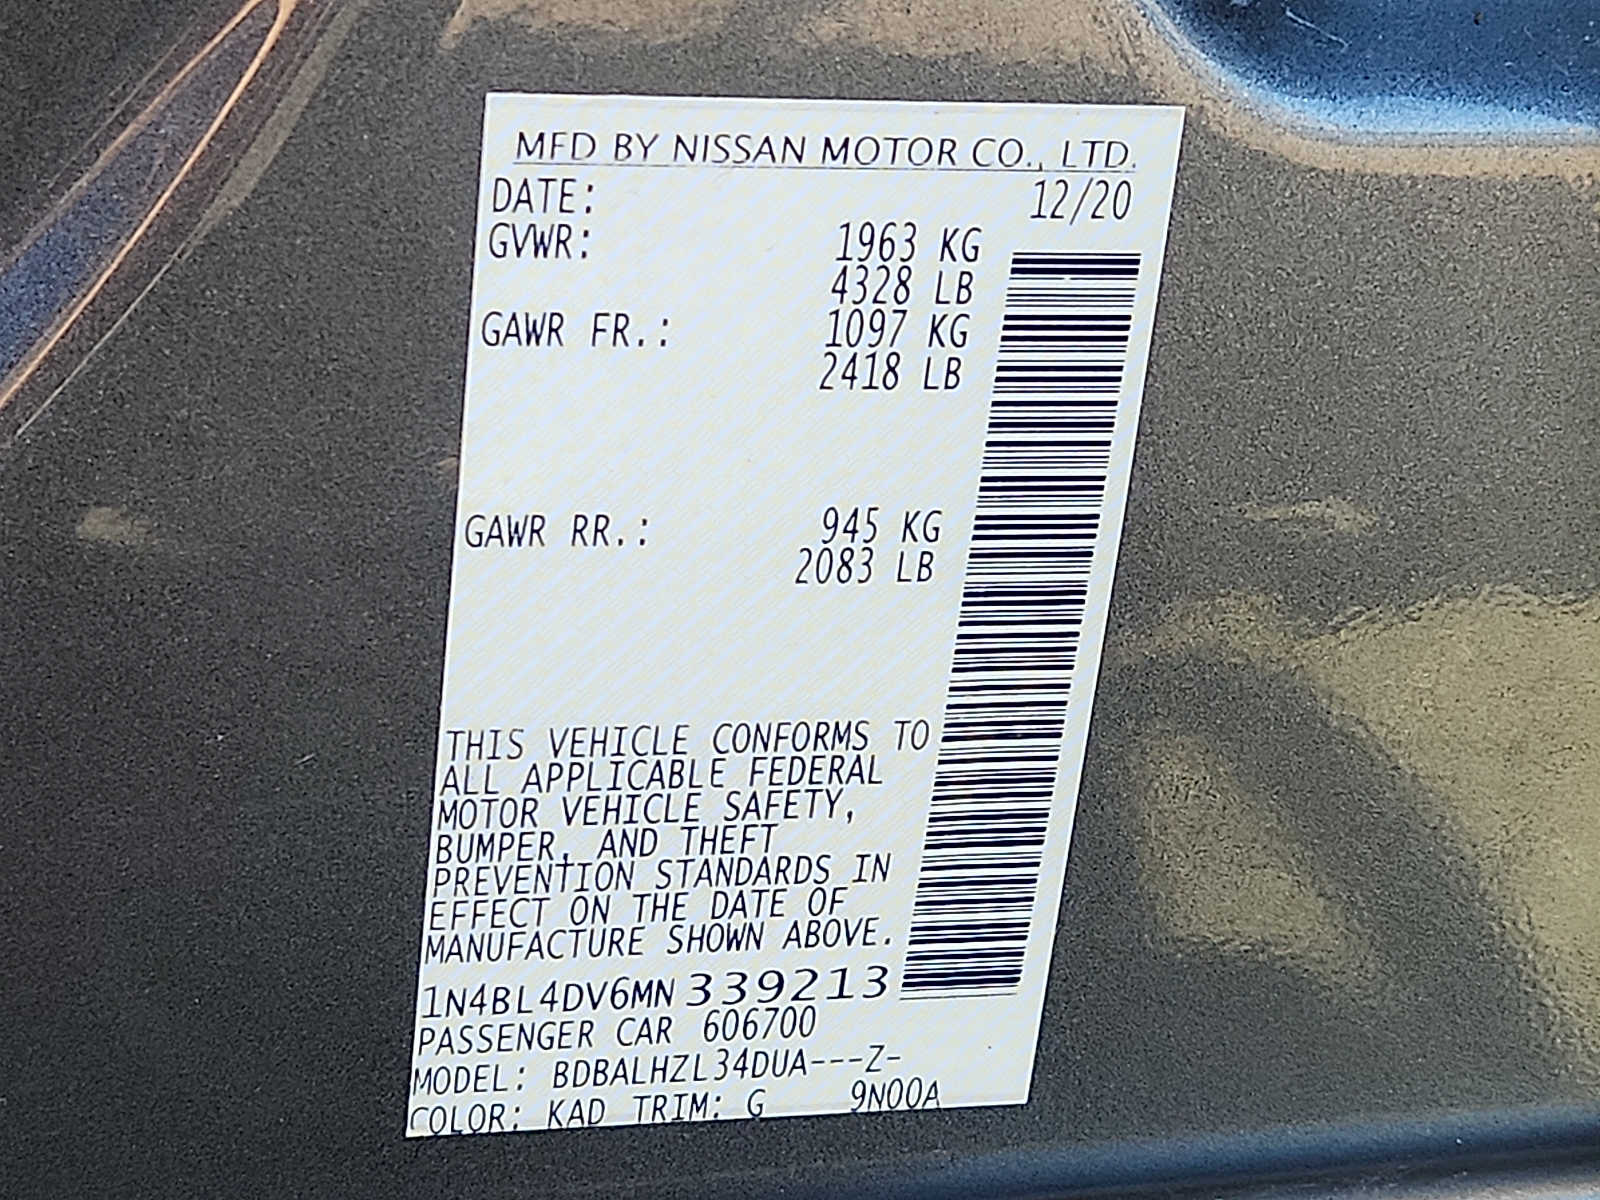 MFD BY NISSAN MOTOR CO., LTD.
DATE: 12/20
GVWR: 1963 KG
4328 LB
GAWR FR.: 1097 KG
2418 LB
GAWR RR.: 945 KG
2083 LB
THIS VEHICLE CONFORMS TO
ALL APPLICABLE FEDERAL
MOTOR VEHICLE SAFETY,
BUMPER, AND THEFT
PREVENTION STANDARDS IN
EFFECT ON THE DATE OF
MANUFACTURE SHOWN ABOVE.
1N4BL4DV6MN339213
PASSENGER CAR 606700
MODEL: BDBALHZL34DUA---Z-
COLOR: KAD TRIM: G 9N00A